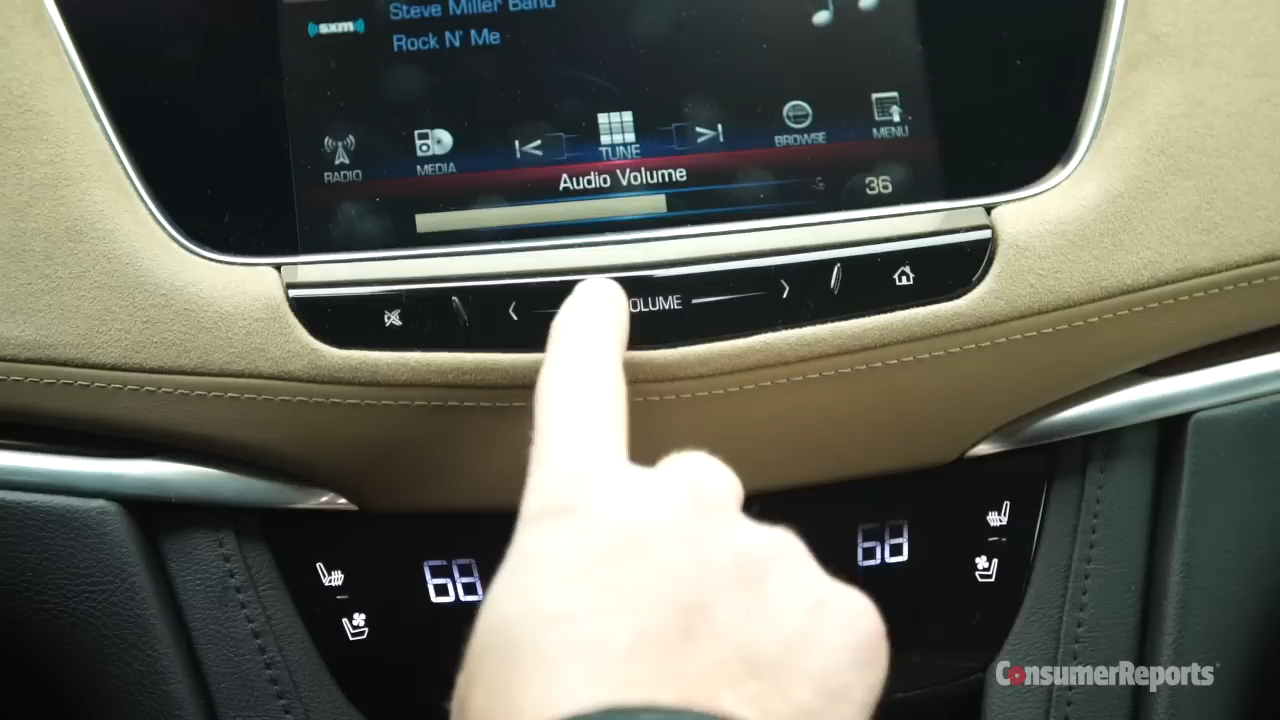 sxm
Steve Miller Band
Rock N' Me
RADIO
MEDIA
TUNE
BROWSE
MENU
Audio Volume
36
OLUME
68
68
ConsumerReports